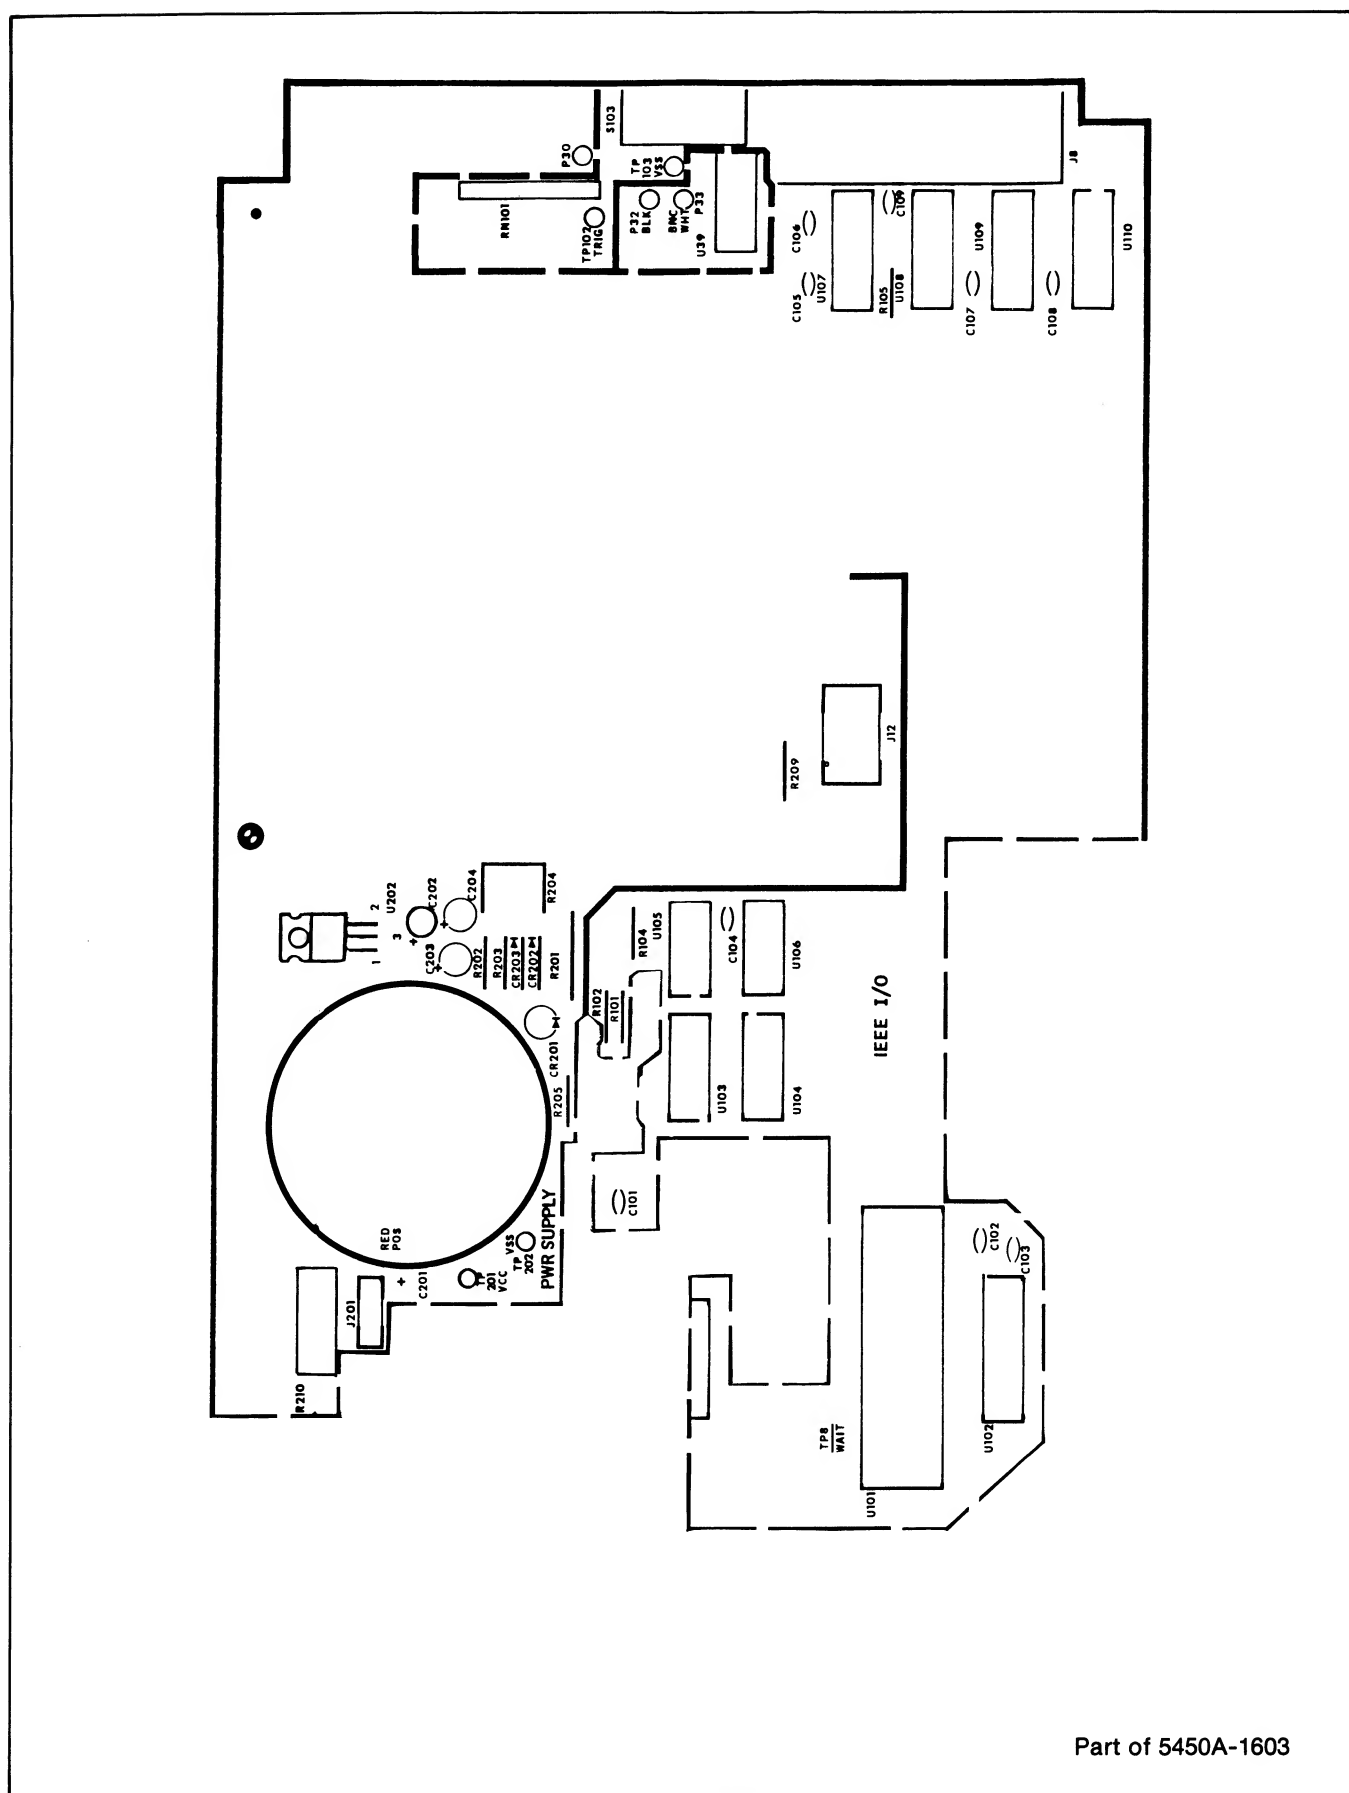 S103
P30
TP
103
VSS
J8
RN101
TP102
TRIG
P32
BLK
BNC
WHT
P33
U39
C106
C109
C105
U107
R105
U108
U109
C107
C108
U110
J12
R209
2
U202
3
1
C202
C204
R204
C203
R202
R203
CR203
CR202
R201
R104
U105
C104
U106
R102
R101
IEEE I/O
CR201
R205
U103
U104
C101
RED
POS
PWR SUPPLY
VSS
TP
202
TP
201
VCC
+
C201
J201
R210
C102
C103
TP8
WAIT
U101
U102
Part of 5450A-1603